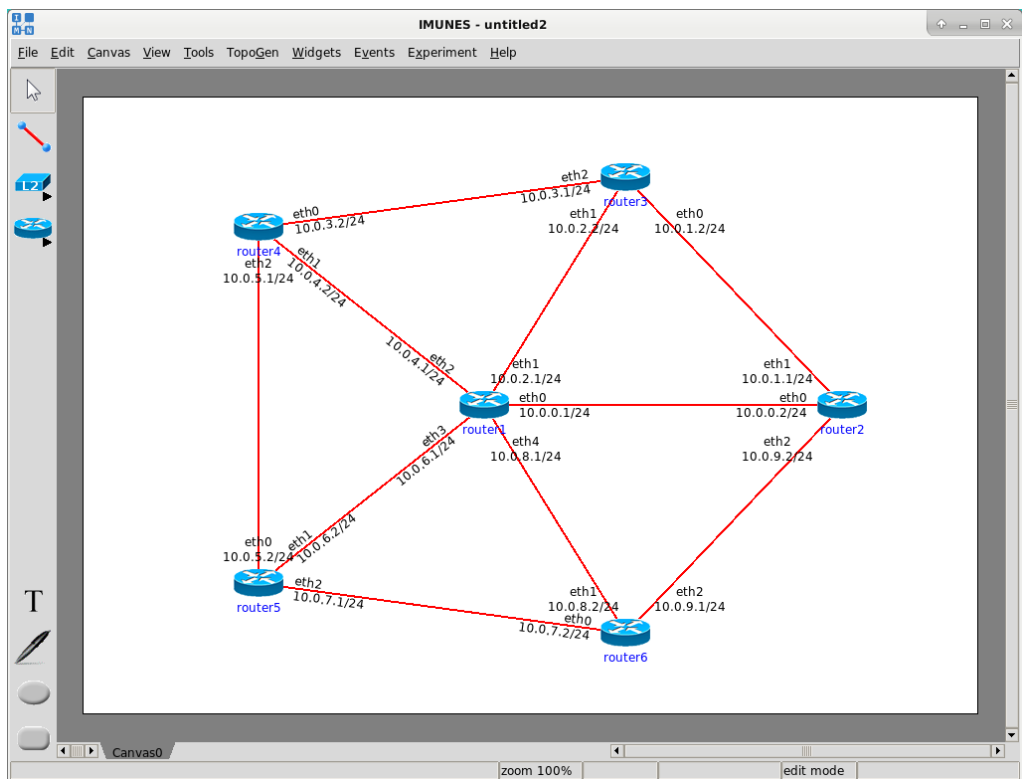 IMUNES - untitled2
File Edit Canvas View Tools TopoGen Widgets Events Experiment Help
L2
T
eth2
10.0.3.1/24
router3
eth1
10.0.2.2/24
eth0
10.0.1.2/24
eth0
10.0.3.2/24
router4
eth2
10.0.5.1/24
eth1
10.0.4.2/24
eth2
10.0.4.1/24
eth1
10.0.2.1/24
eth1
10.0.1.1/24
eth0
10.0.0.1/24
eth0
10.0.0.2/24
router1
router2
eth3
10.0.6.1/24
eth4
10.0.8.1/24
eth2
10.0.9.2/24
eth0
10.0.5.2/24
eth1
10.0.6.2/24
router5
eth2
10.0.7.1/24
eth1
10.0.8.2/24
eth0
10.0.7.2/24
eth2
10.0.9.1/24
router6
Canvas0
zoom 100%
edit mode